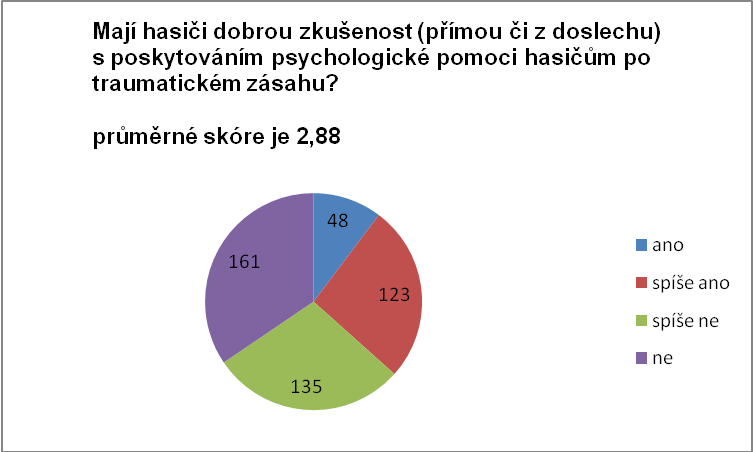 Mají hasiči dobrou zkušenost (přímou či z doslechu)
s poskytováním psychologické pomoci hasičům po
traumatickém zásahu?
průměrné skóre je 2,88
48
123
135
161
ano
spíše ano
spíše ne
ne